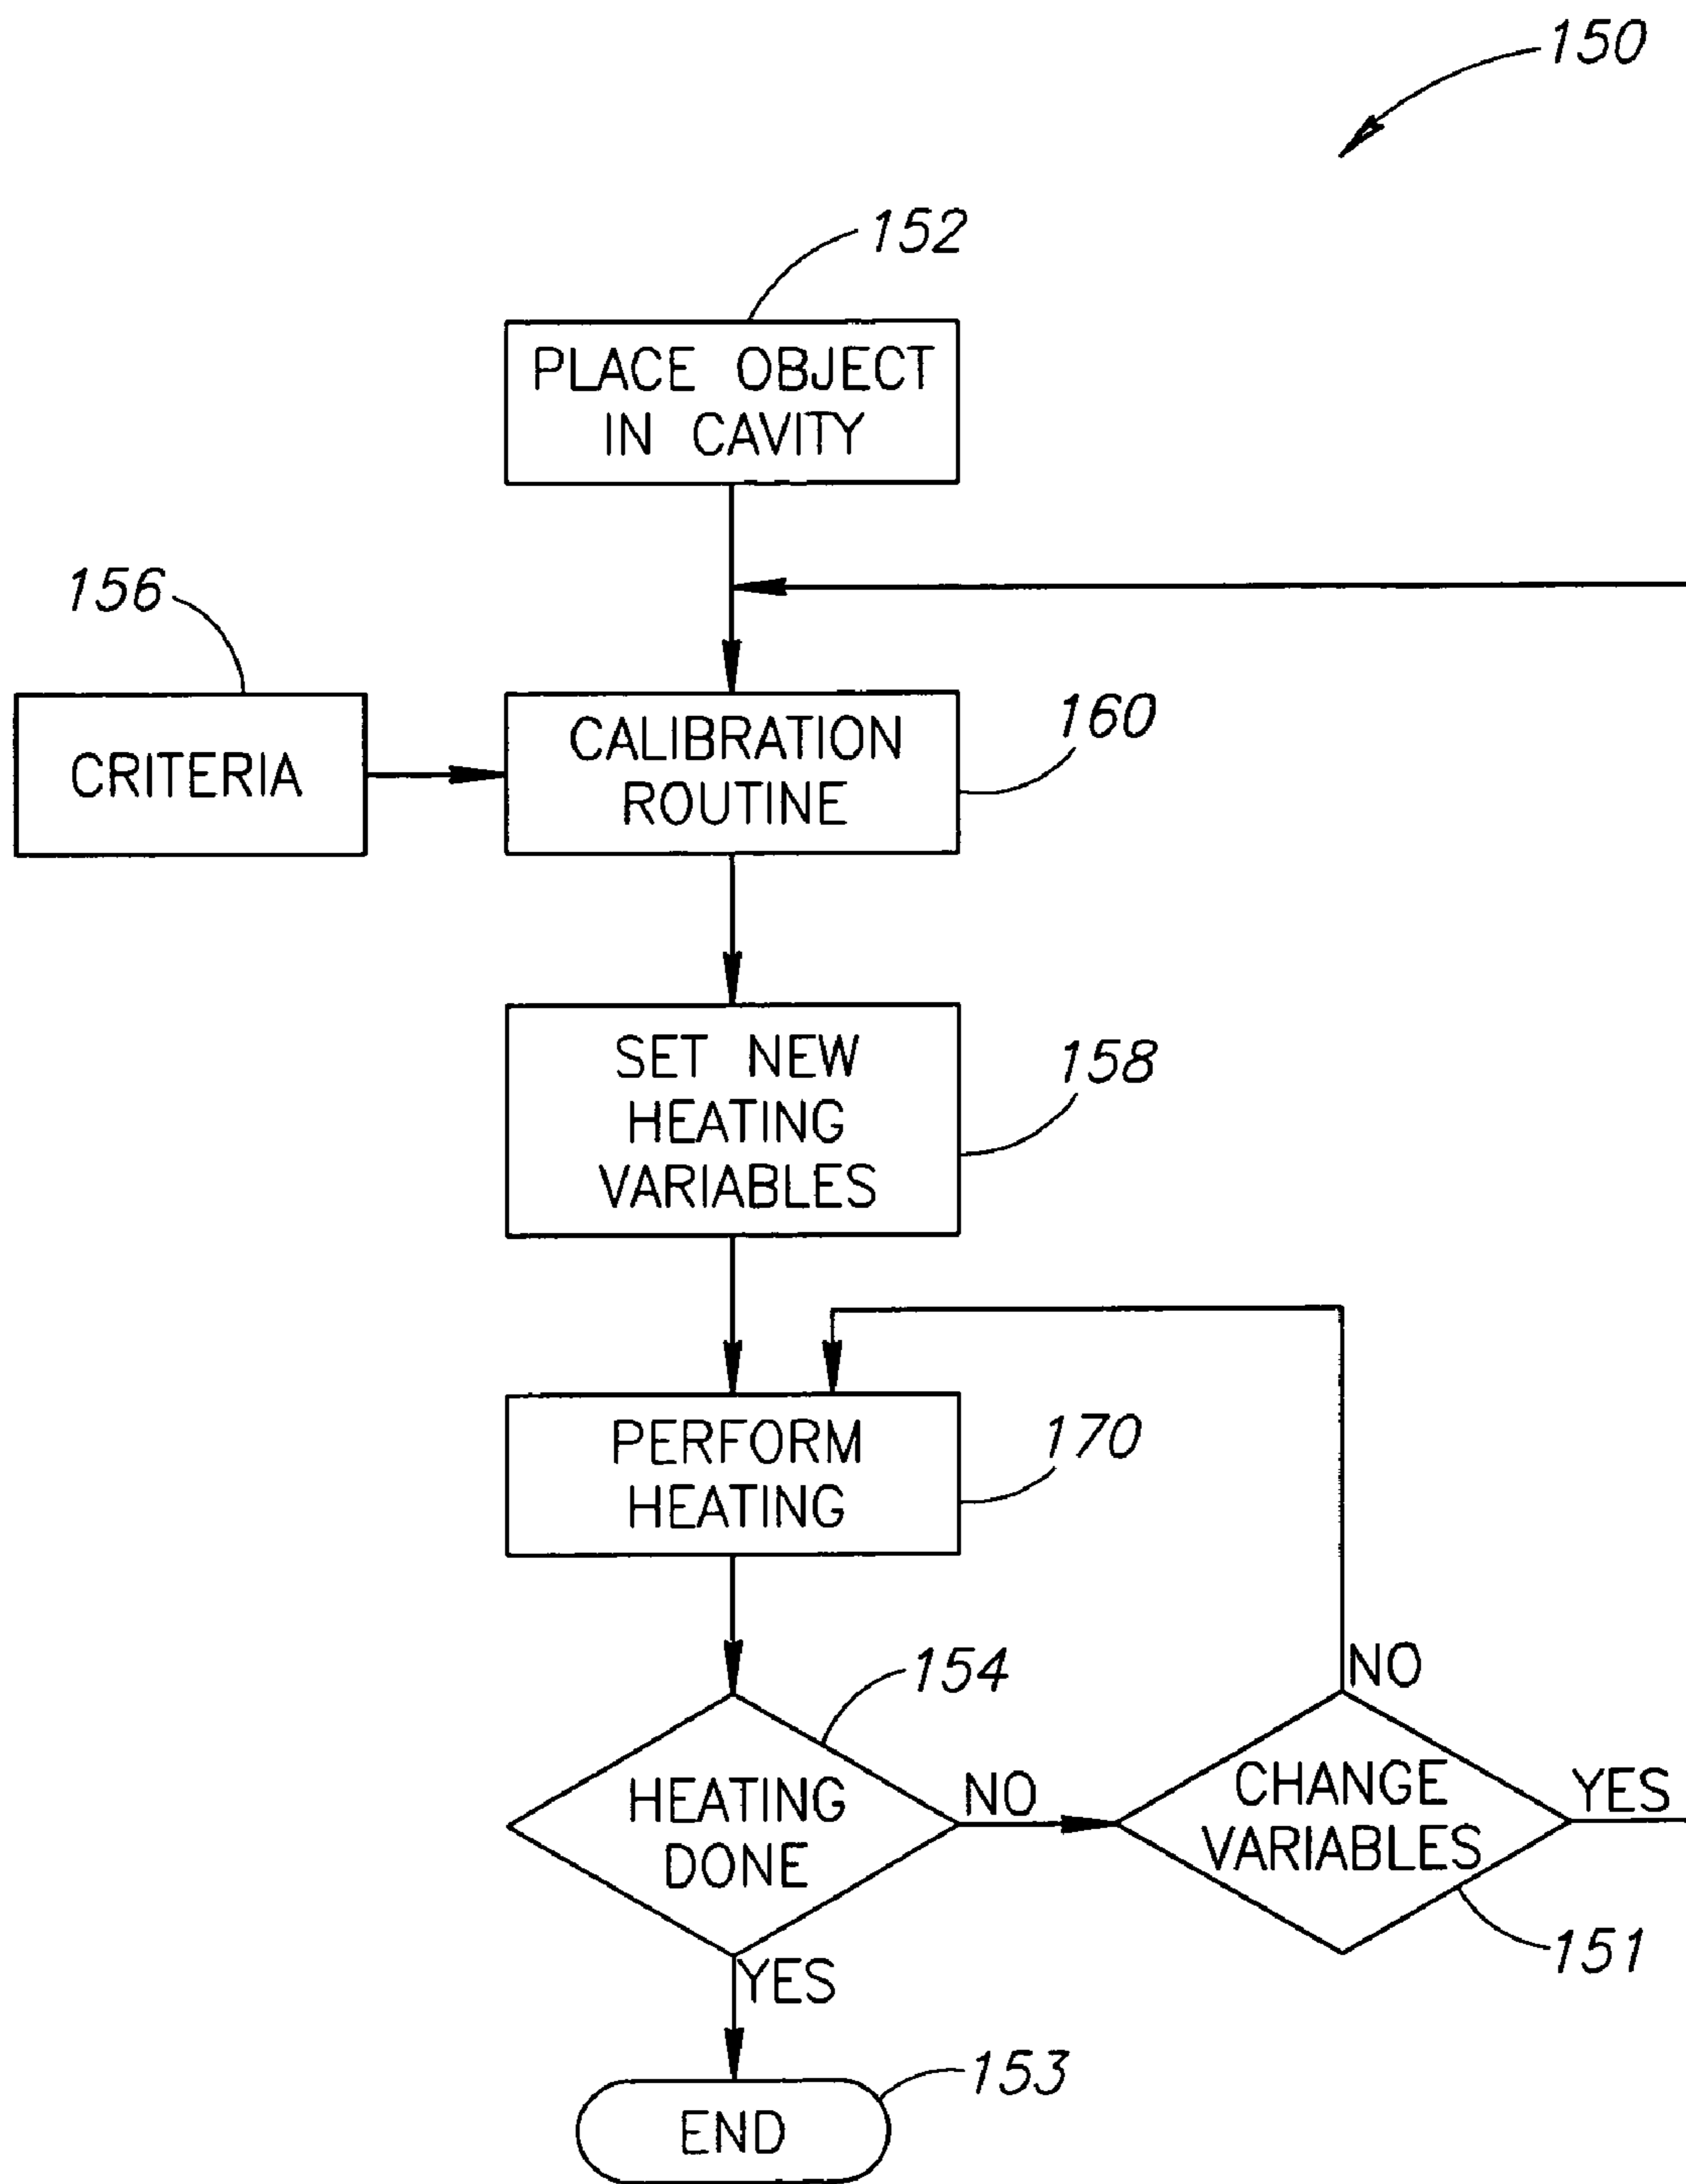 150
152
PLACE OBJECT
IN CAVITY
156
CRITERIA
CALIBRATION
ROUTINE
160
SET NEW
HEATING
VARIABLES
158
PERFORM
HEATING
170
154
HEATING
DONE
NO
NO
CHANGE
VARIABLES
YES
151
YES
153
END